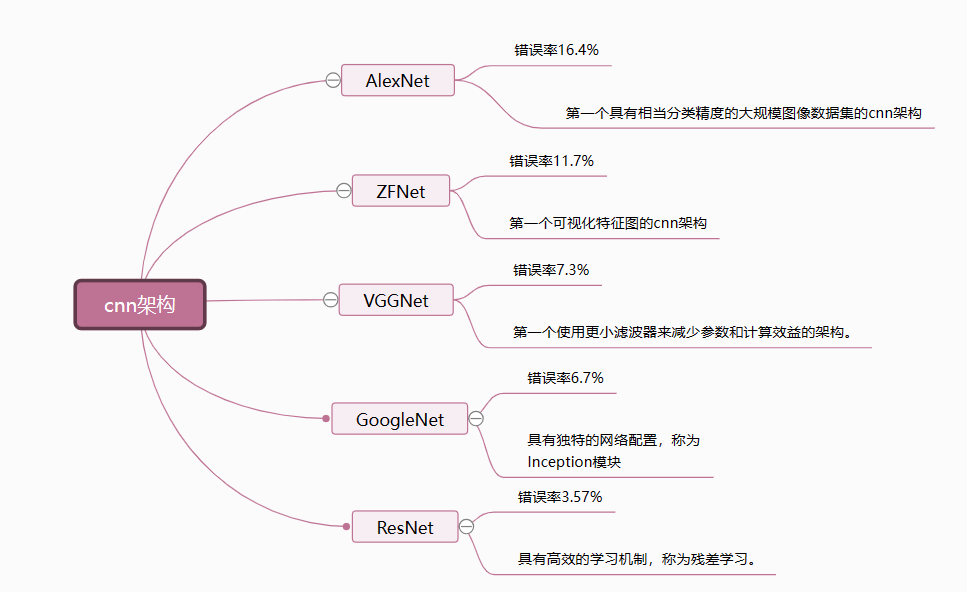 cnn架构
AlexNet
错误率16.4%
第一个具有相当分类精度的大规模图像数据集的cnn架构
ZFNet
错误率11.7%
第一个可视化特征图的cnn架构
VGGNet
错误率7.3%
第一个使用更小滤波器来减少参数和计算效益的架构。
GoogleNet
错误率6.7%
具有独特的网络配置，称为
Inception模块
ResNet
错误率3.57%
具有高效的学习机制，称为残差学习。